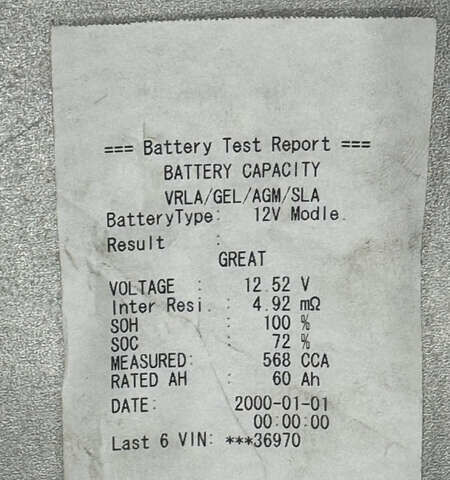 === Battery Test Report ===
BATTERY CAPACITY
VRLA/GEL/AGM/SLA
BatteryType: 12V Modle.
Result :
GREAT
VOLTAGE : 12.52 V
Inter Resi. : 4.92 mΩ
SOH : 100 %
SOC : 72 %
MEASURED: 568 CCA
RATED AH : 60 Ah
DATE: 2000-01-01
00:00:00
Last 6 VIN: ***36970